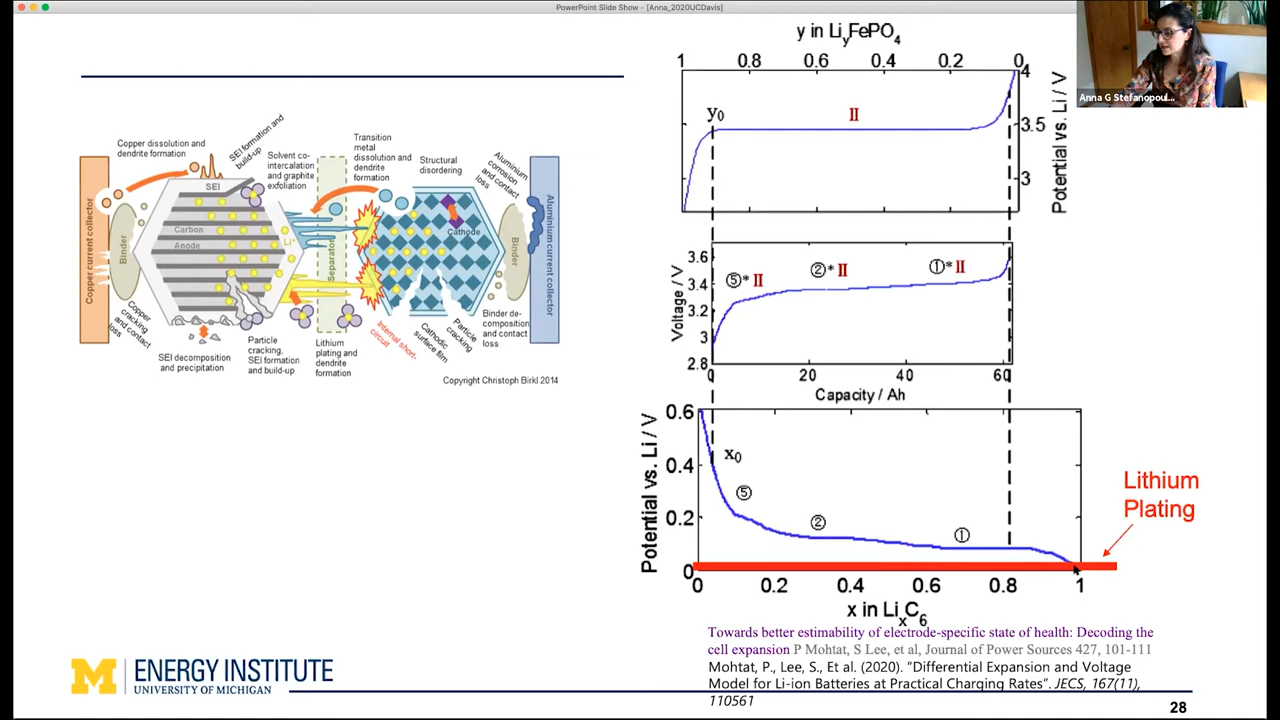 PowerPoint Slide Show - [Anna_2020UCDavis]
Anna G Stefanopoul...
Copper dissolution and
dendrite formation
SEI formation and
build-up
Solvent co-
intercalation
and graphite
exfoliation
Transition
metal
dissolution and
dendrite
formation
Structural
disordering
Aluminium
corrosion
and contact
loss
Copper current collector
Binder
SEI
Carbon
Anode
Li+
Separator
Cathode
Binder
Aluminium current collector
Copper
cracking
and contact
loss
SEI decomposition
and precipitation
Particle
cracking,
SEI formation
and build-up
Lithium
plating and
dendrite
formation
Internal short-
circuit
Cathodic
surface film
Particle
cracking
Binder de-
composition
and contact
loss
Copyright Christoph Birkl 2014
y in LiyFePO4
1 0.8 0.6 0.4 0.2 0
4
3.5
3
Potential vs. Li / V
y0
II
3.6
3.4
3.2
3
2.8
Voltage / V
⑤* II
②* II
①* II
0 20 40 60
Capacity / Ah
0.6
0.4
0.2
0
Potential vs. Li / V
x0
⑤
②
①
0 0.2 0.4 0.6 0.8 1
x in LixC6
Lithium
Plating
Towards better estimability of electrode-specific state of health: Decoding the
cell expansion P Mohtat, S Lee, et al, Journal of Power Sources 427, 101-111
Mohtat, P., Lee, S., Et al. (2020). "Differential Expansion and Voltage
Model for Li-ion Batteries at Practical Charging Rates". JECS, 167(11),
110561
M ENERGY INSTITUTE
UNIVERSITY OF MICHIGAN
28